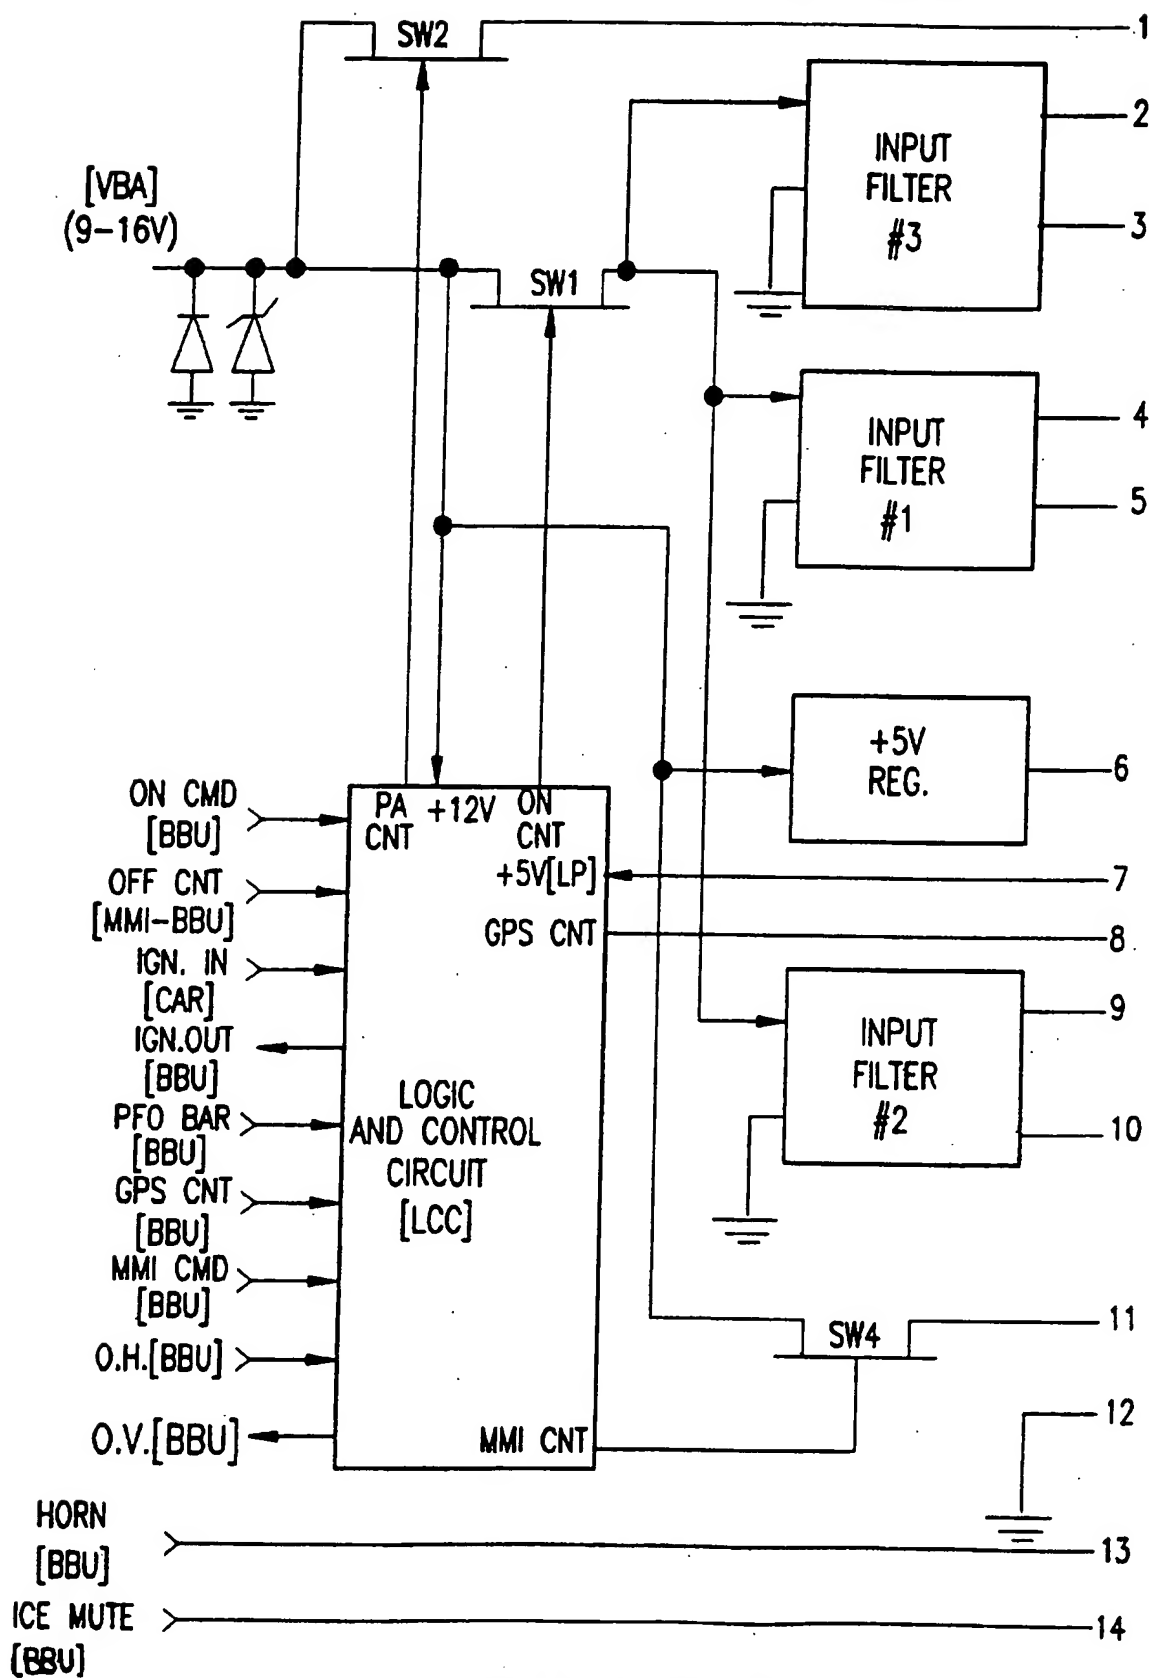 SW2
1
2
INPUT
FILTER
#3
3
[VBA]
(9-16V)
SW1
INPUT
FILTER
#1
4
5
+5V
REG.
6
ON CMD
[BBU]
PA
CNT
+12V
ON
CNT
+5V[LP]
7
OFF CNT
[MMI-BBU]
GPS CNT
8
IGN. IN
[CAR]
IGN.OUT
[BBU]
INPUT
FILTER
#2
9
10
PFO BAR
[BBU]
LOGIC
AND CONTROL
CIRCUIT
[LCC]
GPS CNT
[BBU]
MMI CMD
[BBU]
O.H.[BBU]
SW4
11
O.V.[BBU]
MMI CNT
12
HORN
[BBU]
13
ICE MUTE
[BBU]
14